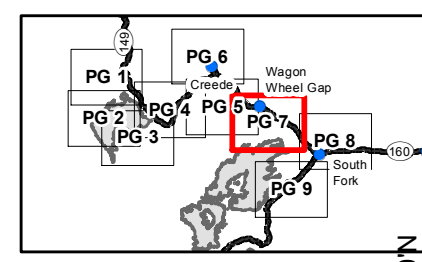 149
PG 6
PG 1
Creede
Wagon
Wheel Gap
PG 2
PG 4
PG 5
PG 3
PG 7
PG 8
160
South
Fork
PG 9
0'N